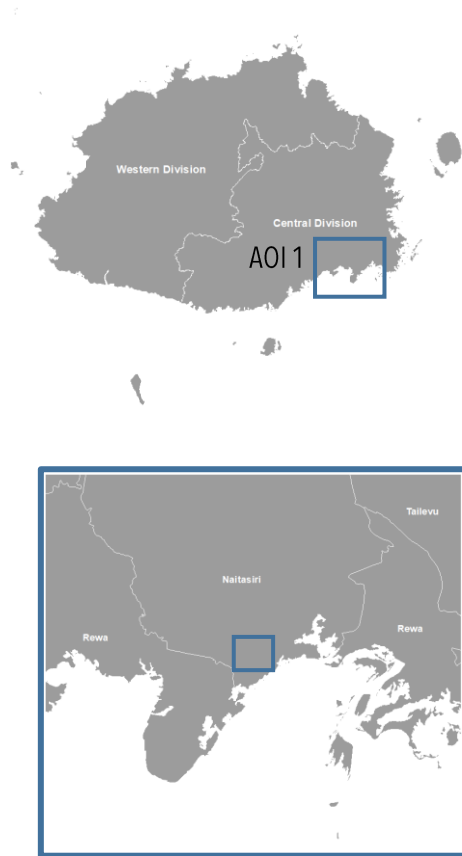 Western Division
Central Division
AOI 1
Tailevu
Naitasiri
Rewa
Rewa